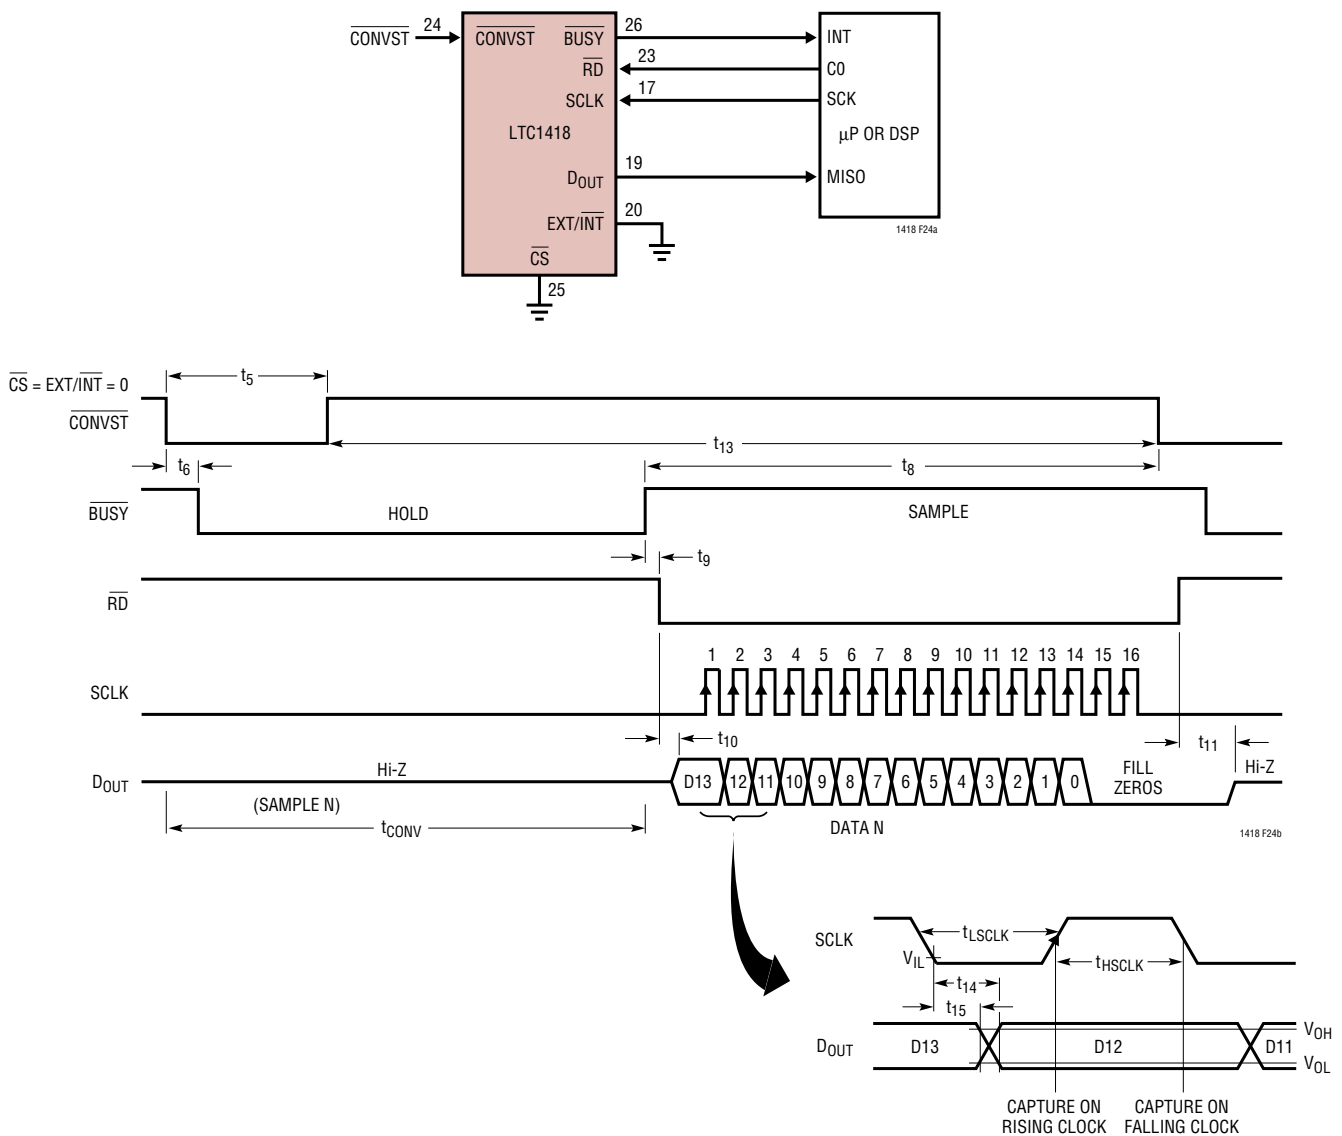 CONVST 24 CONVST BUSY 26 INT
RD 23 C0
SCLK 17 SCK
LTC1418 μP OR DSP
DOUT 19 MISO
EXT/INT 20
1418 F24a
CS
25
CS = EXT/INT = 0 t5
CONVST
t13
t6 t8
BUSY HOLD SAMPLE
t9
RD
1 2 3 4 5 6 7 8 9 10 11 12 13 14 15 16
SCLK
t10 t11
DOUT Hi-Z D13 12 11 10 9 8 7 6 5 4 3 2 1 0 FILL ZEROS Hi-Z
(SAMPLE N)
tCONV DATA N
1418 F24b
SCLK tLSCLK
VIL tHSCLK
t14
t15
VOH
DOUT D13 D12 D11
VOL
CAPTURE ON RISING CLOCK
CAPTURE ON FALLING CLOCK